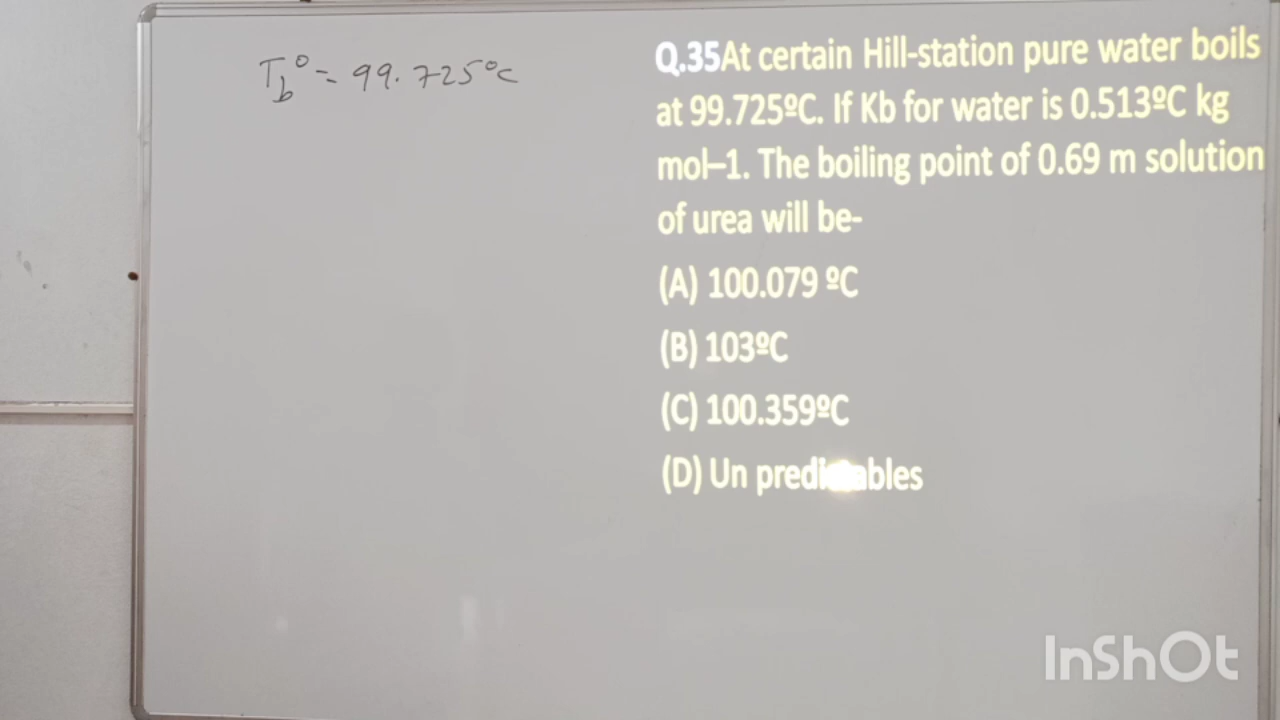 T_b° = 99.725°C
Q.35At certain Hill-station pure water boils
at 99.725ºC. If Kb for water is 0.513ºC kg
mol–1. The boiling point of 0.69 m solution
of urea will be-
(A) 100.079 ºC
(B) 103ºC
(C) 100.359ºC
(D) Un predictables
InShOt